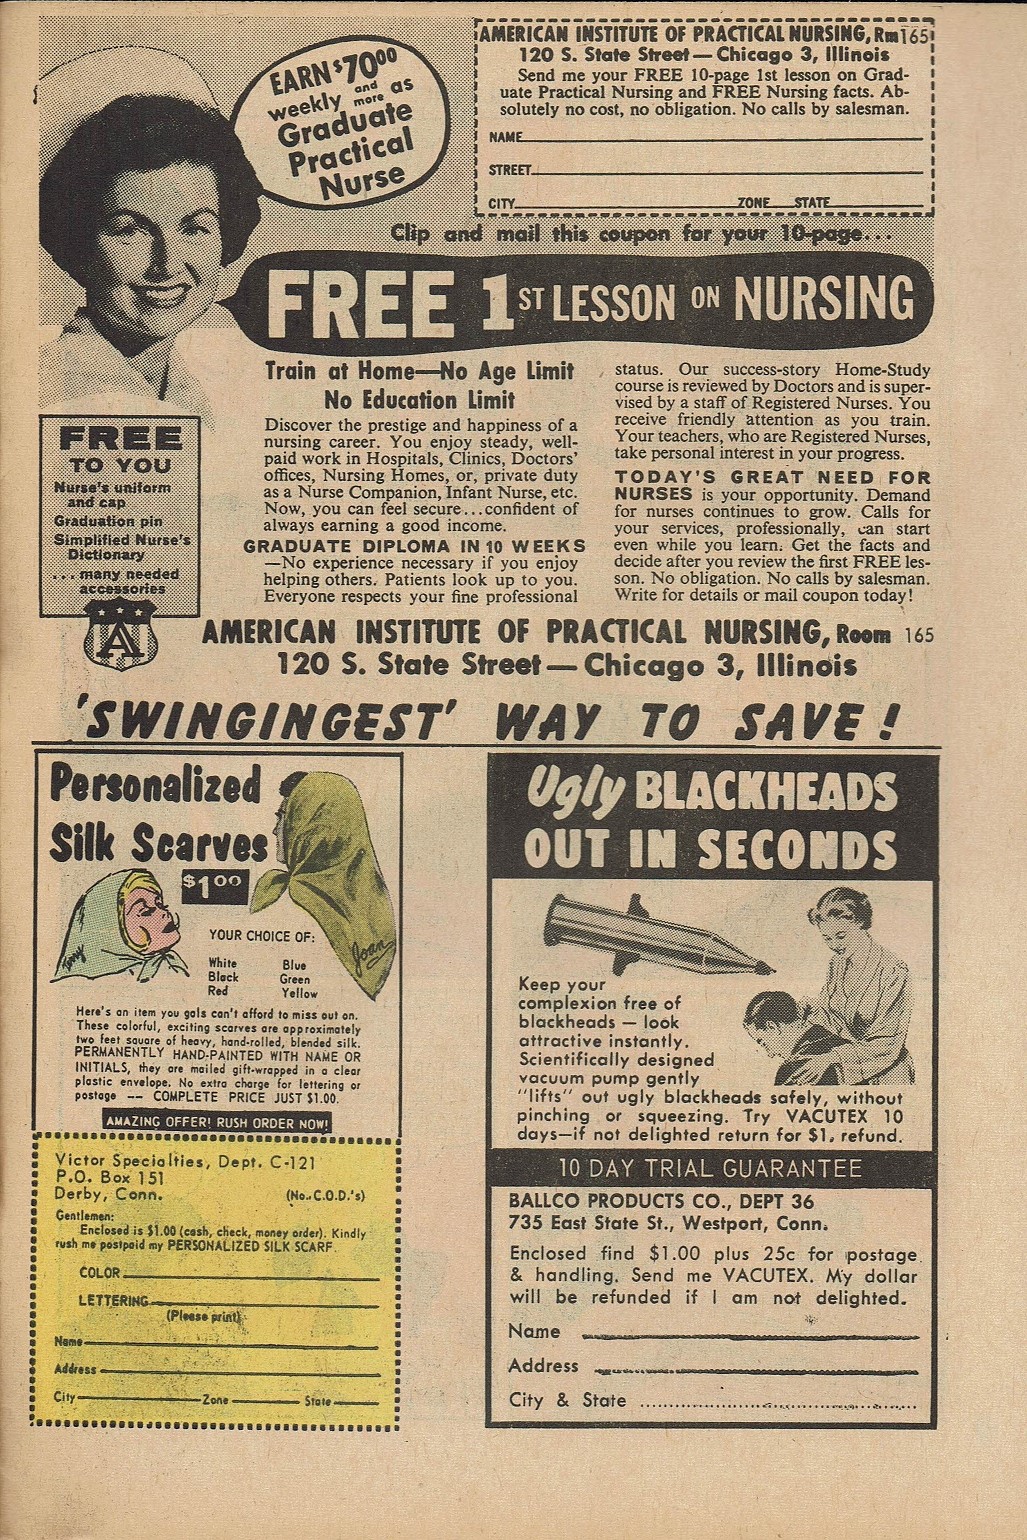 EARN $70.00
weekly and more as
Graduate
Practical
Nurse
AMERICAN INSTITUTE OF PRACTICAL NURSING, Rm 165
120 S. State Street — Chicago 3, Illinois
Send me your FREE 10-page 1st lesson on Grad-
uate Practical Nursing and FREE Nursing facts. Ab-
solutely no cost, no obligation. No calls by salesman.
NAME
STREET
CITY ZONE STATE
Clip and mail this coupon for your 10-page...
FREE 1ST LESSON ON NURSING
Train at Home—No Age Limit
No Education Limit
Discover the prestige and happiness of a
nursing career. You enjoy steady, well-
paid work in Hospitals, Clinics, Doctors'
offices, Nursing Homes, or, private duty
as a Nurse Companion, Infant Nurse, etc.
Now, you can feel secure...confident of
always earning a good income.
GRADUATE DIPLOMA IN 10 WEEKS
—No experience necessary if you enjoy
helping others. Patients look up to you.
Everyone respects your fine professional
status. Our success-story Home-Study
course is reviewed by Doctors and is super-
vised by a staff of Registered Nurses. You
receive friendly attention as you train.
Your teachers, who are Registered Nurses,
take personal interest in your progress.
TODAY'S GREAT NEED FOR
NURSES is your opportunity. Demand
for nurses continues to grow. Calls for
your services, professionally, can start
even while you learn. Get the facts and
decide after you review the first FREE les-
son. No obligation. No calls by salesman.
Write for details or mail coupon today!
FREE
TO YOU
Nurse's uniform
and cap
Graduation pin
Simplified Nurse's
Dictionary
...many needed
accessories
A
AMERICAN INSTITUTE OF PRACTICAL NURSING, Room 165
120 S. State Street — Chicago 3, Illinois
'SWINGINGEST' WAY TO SAVE!
Personalized
Silk Scarves
$1.00
Terry
Joan
YOUR CHOICE OF:
White Blue
Black Green
Red Yellow
Here's an item you gals can't afford to miss out on.
These colorful, exciting scarves are approximately
two feet square of heavy, hand-rolled, blended silk.
PERMANENTLY HAND-PAINTED WITH NAME OR
INITIALS, they are mailed gift-wrapped in a clear
plastic envelope. No extra charge for lettering or
postage -- COMPLETE PRICE JUST $1.00.
AMAZING OFFER! RUSH ORDER NOW!
Victor Specialties, Dept. C-121
P.O. Box 151
Derby, Conn. (No. C.O.D.'s)
Gentlemen:
Enclosed is $1.00 (cash, check, money order). Kindly
rush me postpaid my PERSONALIZED SILK SCARF.
COLOR
LETTERING
(Please print)
Name
Address
City Zone State
Ugly BLACKHEADS
OUT IN SECONDS
Keep your
complexion free of
blackheads — look
attractive instantly.
Scientifically designed
vacuum pump gently
"lifts" out ugly blackheads safely, without
pinching or squeezing. Try VACUTEX 10
days—if not delighted return for $1. refund.
10 DAY TRIAL GUARANTEE
BALLCO PRODUCTS CO., DEPT 36
735 East State St., Westport, Conn.
Enclosed find $1.00 plus 25c for postage
& handling. Send me VACUTEX. My dollar
will be refunded if I am not delighted.
Name
Address
City & State